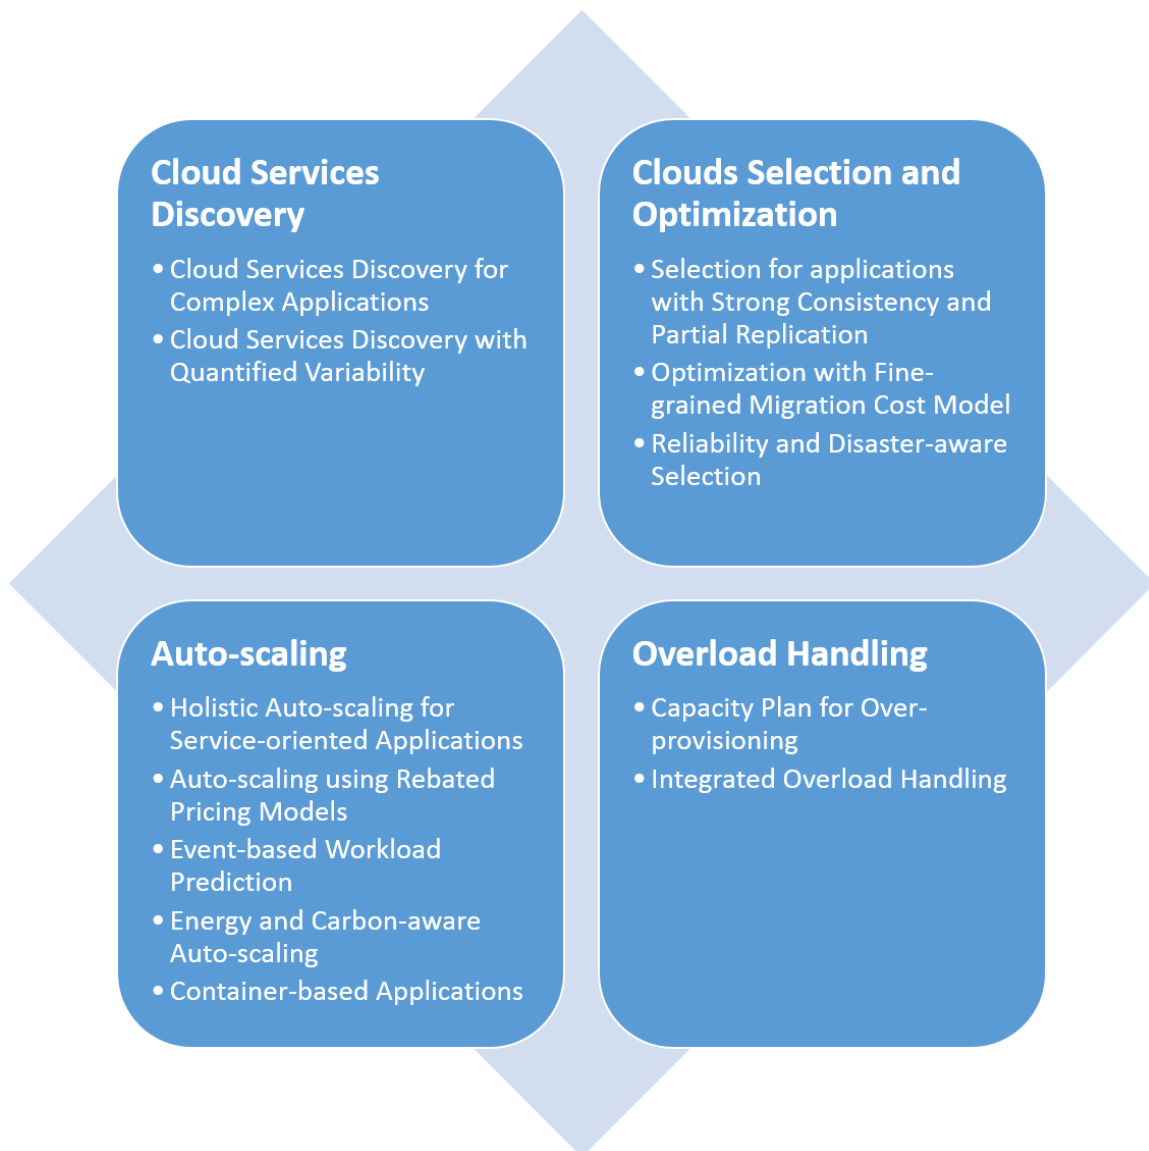 Cloud Services
Discovery
• Cloud Services Discovery for
Complex Applications
• Cloud Services Discovery with
Quantified Variability
Clouds Selection and
Optimization
• Selection for applications
with Strong Consistency and
Partial Replication
• Optimization with Fine-
grained Migration Cost Model
• Reliability and Disaster-aware
Selection
Auto-scaling
• Holistic Auto-scaling for
Service-oriented Applications
• Auto-scaling using Rebated
Pricing Models
• Event-based Workload
Prediction
• Energy and Carbon-aware
Auto-scaling
• Container-based Applications
Overload Handling
• Capacity Plan for Over-
provisioning
• Integrated Overload Handling